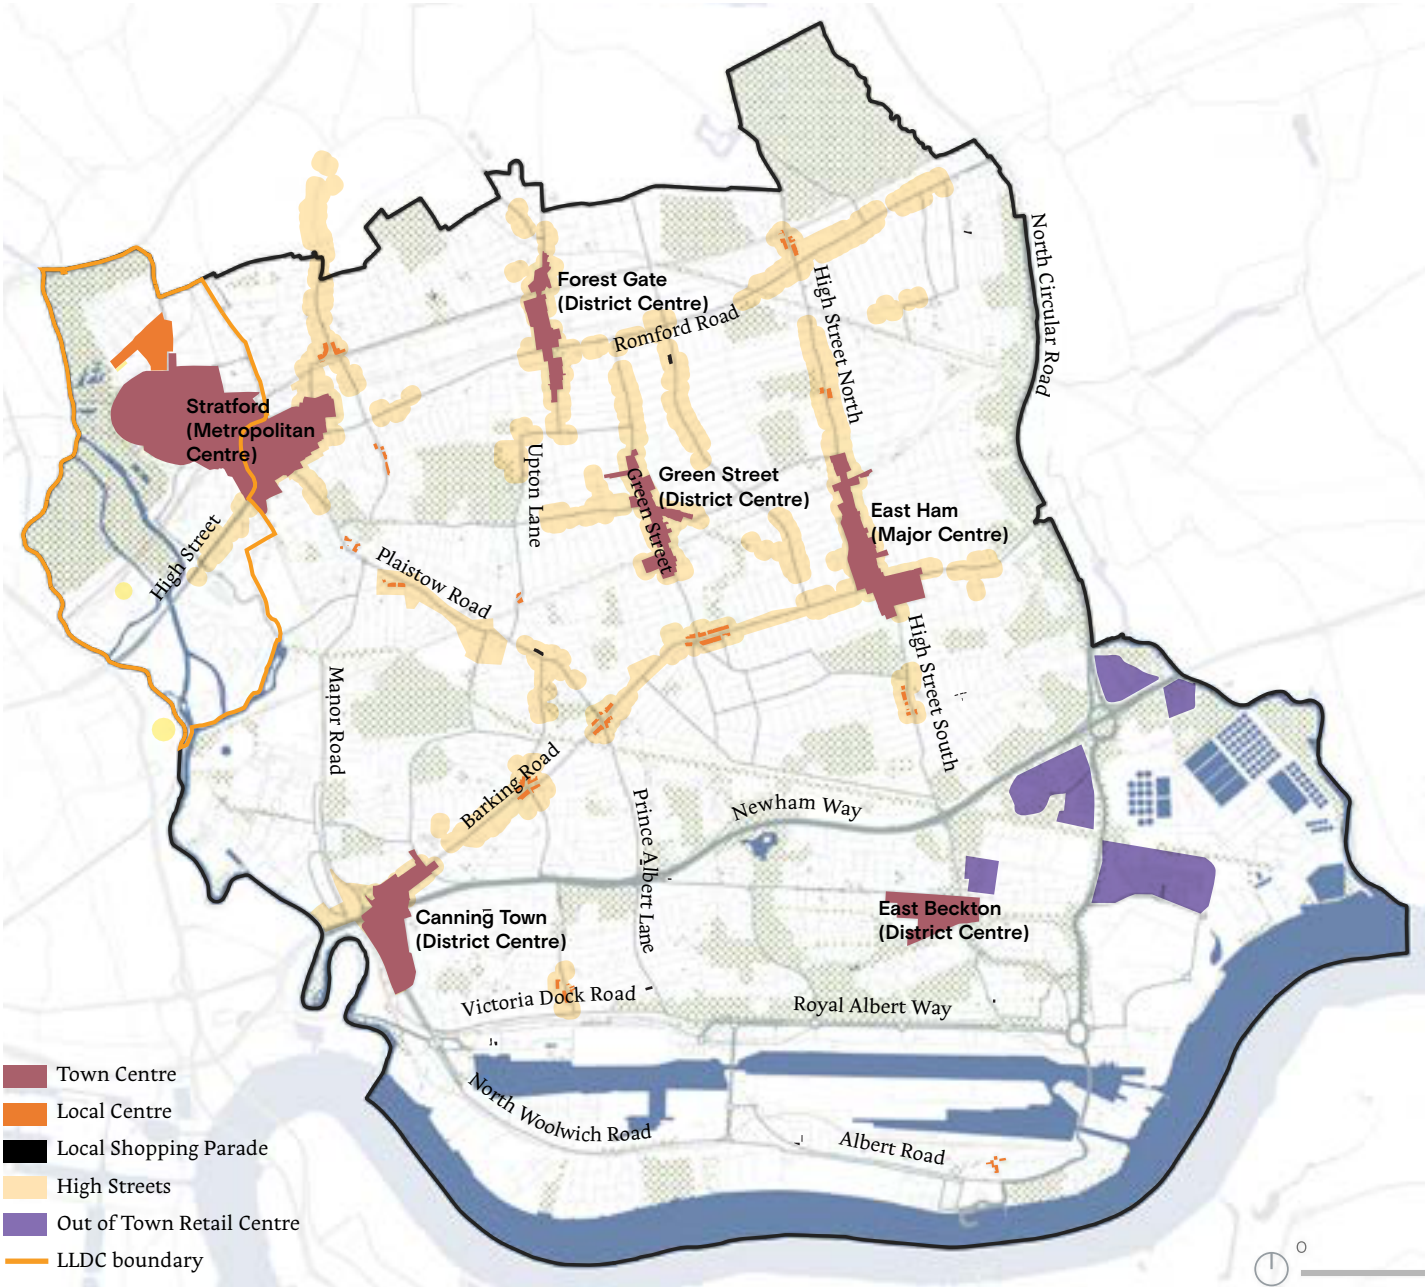 North Circular Road
Forest Gate
(District Centre)
Romford Road
High Street North
Stratford
(Metropolitan
Centre)
Upton Lane
Green Street
(District Centre)
Green Street
East Ham
(Major Centre)
High Street
Plaistow Road
High Street South
Manor Road
Barking Road
Prince Albert Lane
Newham Way
Canning Town
(District Centre)
East Beckton
(District Centre)
Victoria Dock Road
Royal Albert Way
North Woolwich Road
Albert Road
Town Centre
Local Centre
Local Shopping Parade
High Streets
Out of Town Retail Centre
LLDC boundary
0